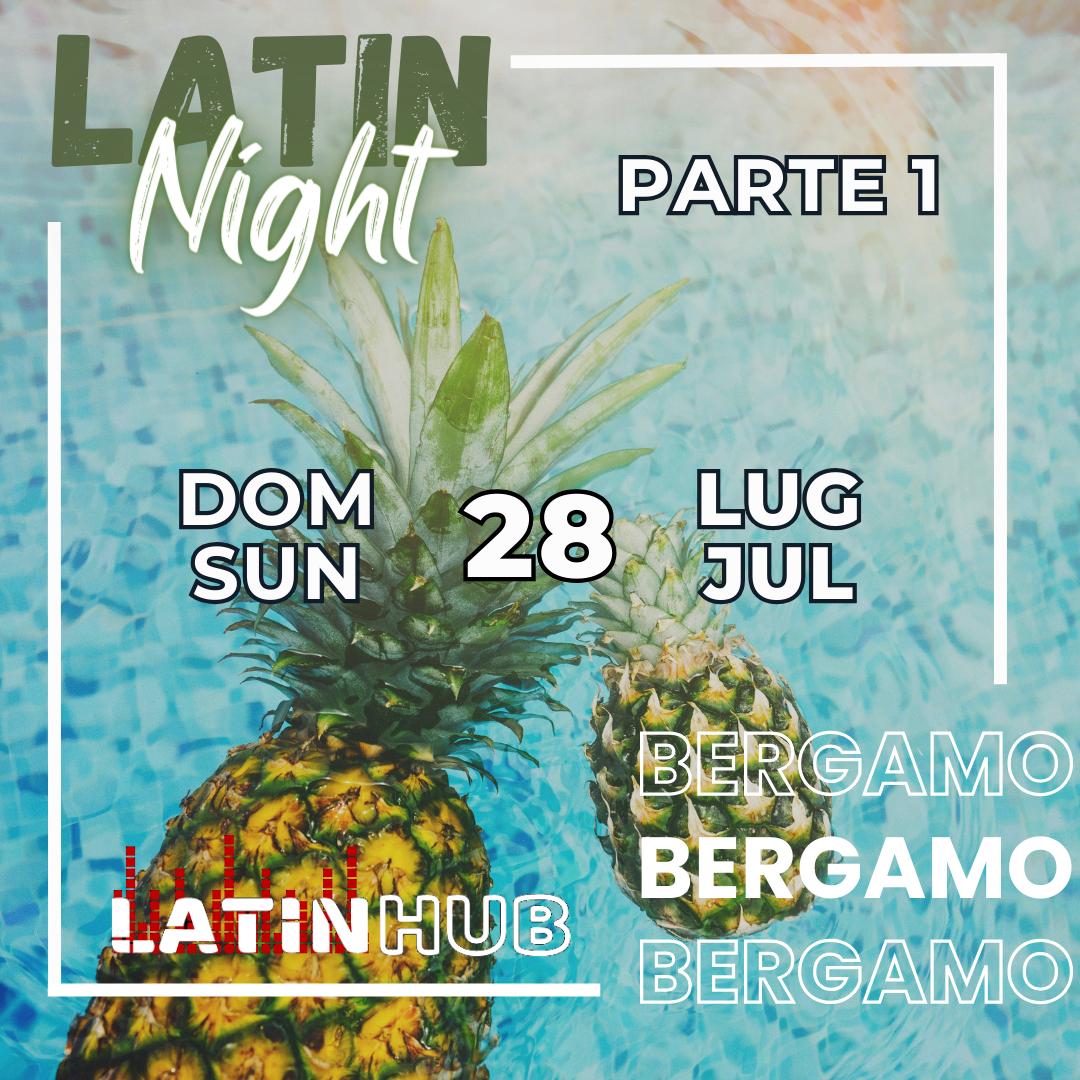 LATIN
Night
PARTE 1
DOM
SUN
28
LUG
JUL
BERGAMO
BERGAMO
BERGAMO
LATiNHUB